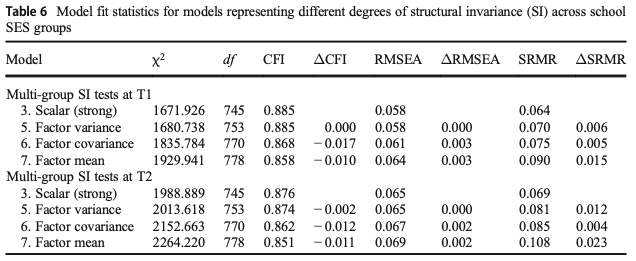 Table 6 Model fit statistics for models representing different degrees of structural invariance (SI) across school
SES groups
Model χ2 df CFI ΔCFI RMSEA ΔRMSEA SRMR ΔSRMR
Multi-group SI tests at T1
3. Scalar (strong) 1671.926 745 0.885 0.058 0.064
5. Factor variance 1680.738 753 0.885 0.000 0.058 0.000 0.070 0.006
6. Factor covariance 1835.784 770 0.868 −0.017 0.061 0.003 0.075 0.005
7. Factor mean 1929.941 778 0.858 −0.010 0.064 0.003 0.090 0.015
Multi-group SI tests at T2
3. Scalar (strong) 1988.889 745 0.876 0.065 0.069
5. Factor variance 2013.618 753 0.874 −0.002 0.065 0.000 0.081 0.012
6. Factor covariance 2152.663 770 0.862 −0.012 0.067 0.002 0.085 0.004
7. Factor mean 2264.220 778 0.851 −0.011 0.069 0.002 0.108 0.023